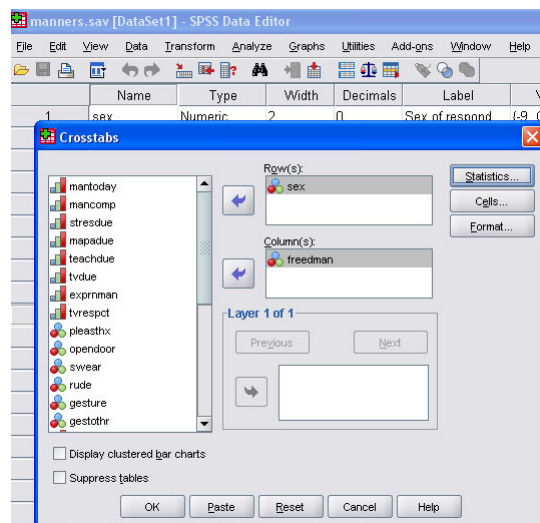 manners.sav [DataSet1] - SPSS Data Editor
File Edit View Data Transform Analyze Graphs Utilities Add-ons Window Help
Name Type Width Decimals Label
1 sex Numeric 2 0 Sex of respond
Crosstabs
mantoday
mancomp
stresdue
mapadue
teachdue
tvdue
exprnman
tvrespct
pleasthx
opendoor
swear
rude
gesture
gestothr
Row(s):
sex
Column(s):
freedman
Layer 1 of 1
Previous Next
Statistics...
Cells...
Format...
Display clustered bar charts
Suppress tables
OK Paste Reset Cancel Help